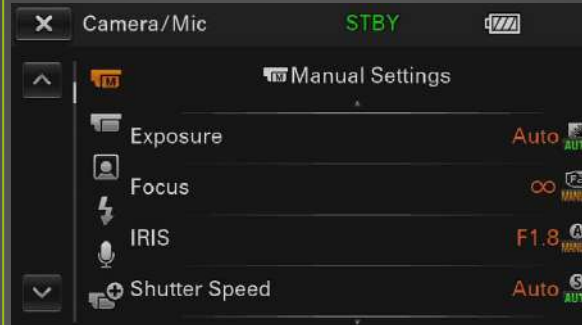 Camera/Mic STBY
M M Manual Settings
Exposure Auto
Focus ∞
IRIS F1.8
Shutter Speed Auto